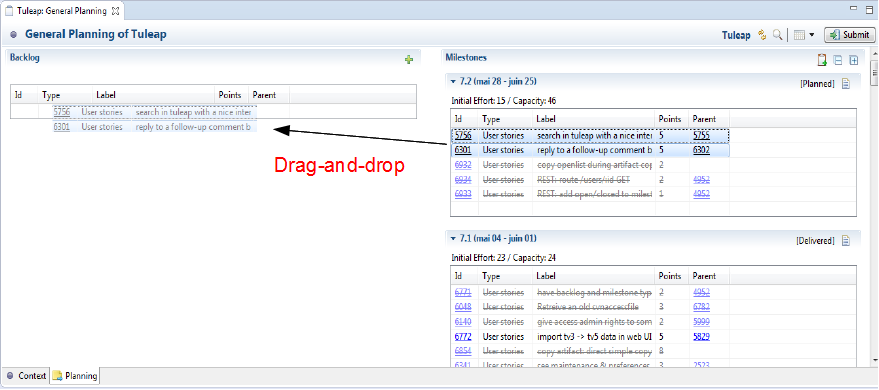 Tuleap: General Planning
General Planning of Tuleap
Tuleap
Submit
Backlog
Id Type Label Points Parent
5756 User stories search in tuleap with a nice inter
6301 User stories reply to a follow-up comment b
Drag-and-drop
Milestones
7.2 (mai 28 - juin 25) [Planned]
Initial Effort: 15 / Capacity: 46
Id Type Label Points Parent
5756 User stories search in tuleap with a nice inter 5 5755
6301 User stories reply to a follow-up comment b 5 6302
6932 User stories copy openlist during artifact cop 2
6934 User stories REST: route /users/:id GET 2 4952
6933 User stories REST: add open/closed to milest 1 4952
7.1 (mai 04 - juin 01) [Delivered]
Initial Effort: 23 / Capacity: 24
Id Type Label Points Parent
6771 User stories have backlog and milestone typ 2 4952
6048 User stories Retreive an old svnaccessfile 3 6782
6140 User stories give access admin rights to som 2 5999
6772 User stories import tv3 -> tv5 data in web UI 5 5829
6854 User stories copy artifact: direct simple copy 8
6341 User stories see maintenance & preferencer 3 2523
Context Planning